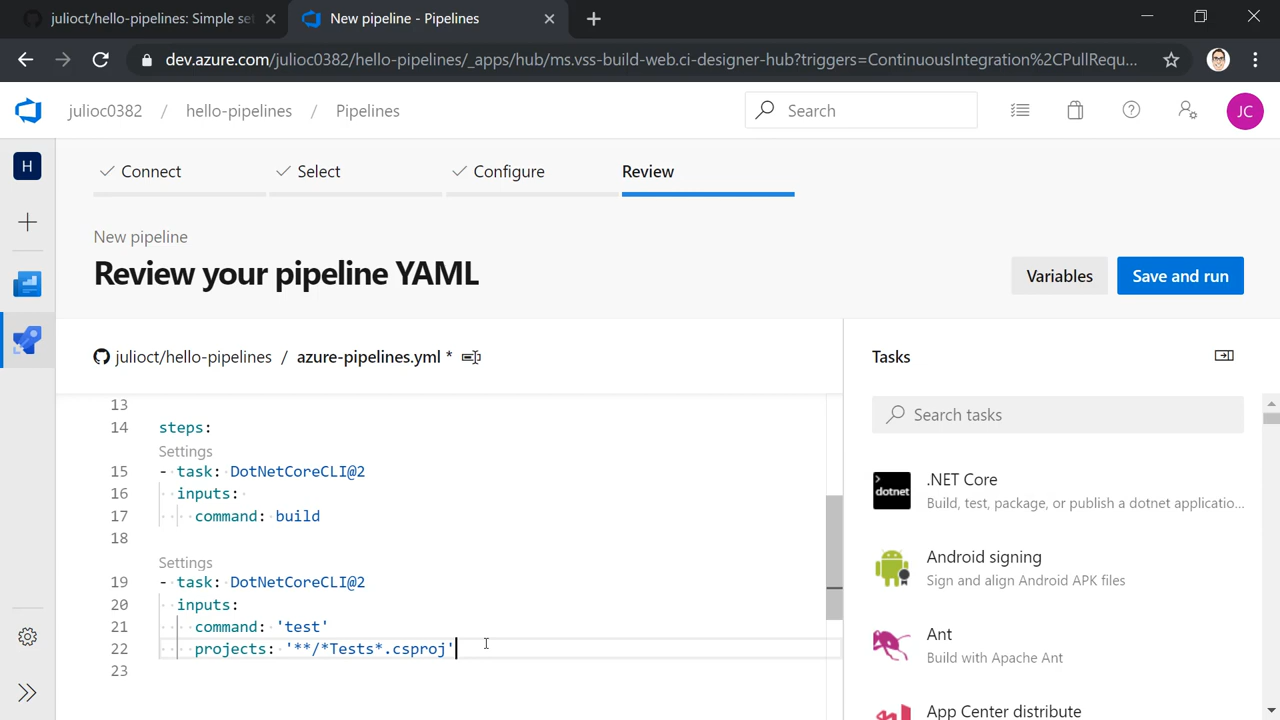 julioct/hello-pipelines: Simple se
New pipeline - Pipelines
dev.azure.com/julioc0382/hello-pipelines/_apps/hub/ms.vss-build-web.ci-designer-hub?triggers=ContinuousIntegration%2CPullRequ...
julioc0382 / hello-pipelines / Pipelines
Search
JC
H
Connect
Select
Configure
Review
New pipeline
Review your pipeline YAML
Variables
Save and run
julioct/hello-pipelines / azure-pipelines.yml *
Tasks
Search tasks
13
14 steps:
Settings
15 - task: DotNetCoreCLI@2
16 inputs:
17 command: build
18
Settings
19 - task: DotNetCoreCLI@2
20 inputs:
21 command: 'test'
22 projects: '**/*Tests*.csproj'
23
dotnet
.NET Core
Build, test, package, or publish a dotnet applicatio...
Android signing
Sign and align Android APK files
Ant
Build with Apache Ant
App Center distribute